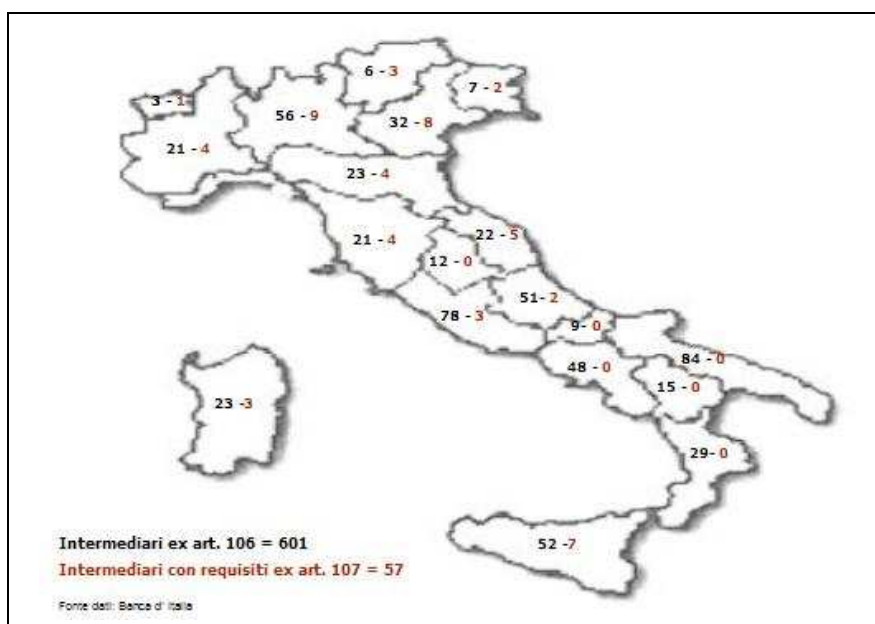 6 - 3
7 - 2
3 - 1
56 - 9
32 - 8
21 - 4
23 - 4
22 - 5
21 - 4
12 - 0
51- 2
78 - 3
9- 0
84 - 0
48 - 0
15 - 0
23 -3
29- 0
52 -7
Intermediari ex art. 106 = 601
Intermediari con requisiti ex art. 107 = 57
Fonte dati: Banca d' Italia